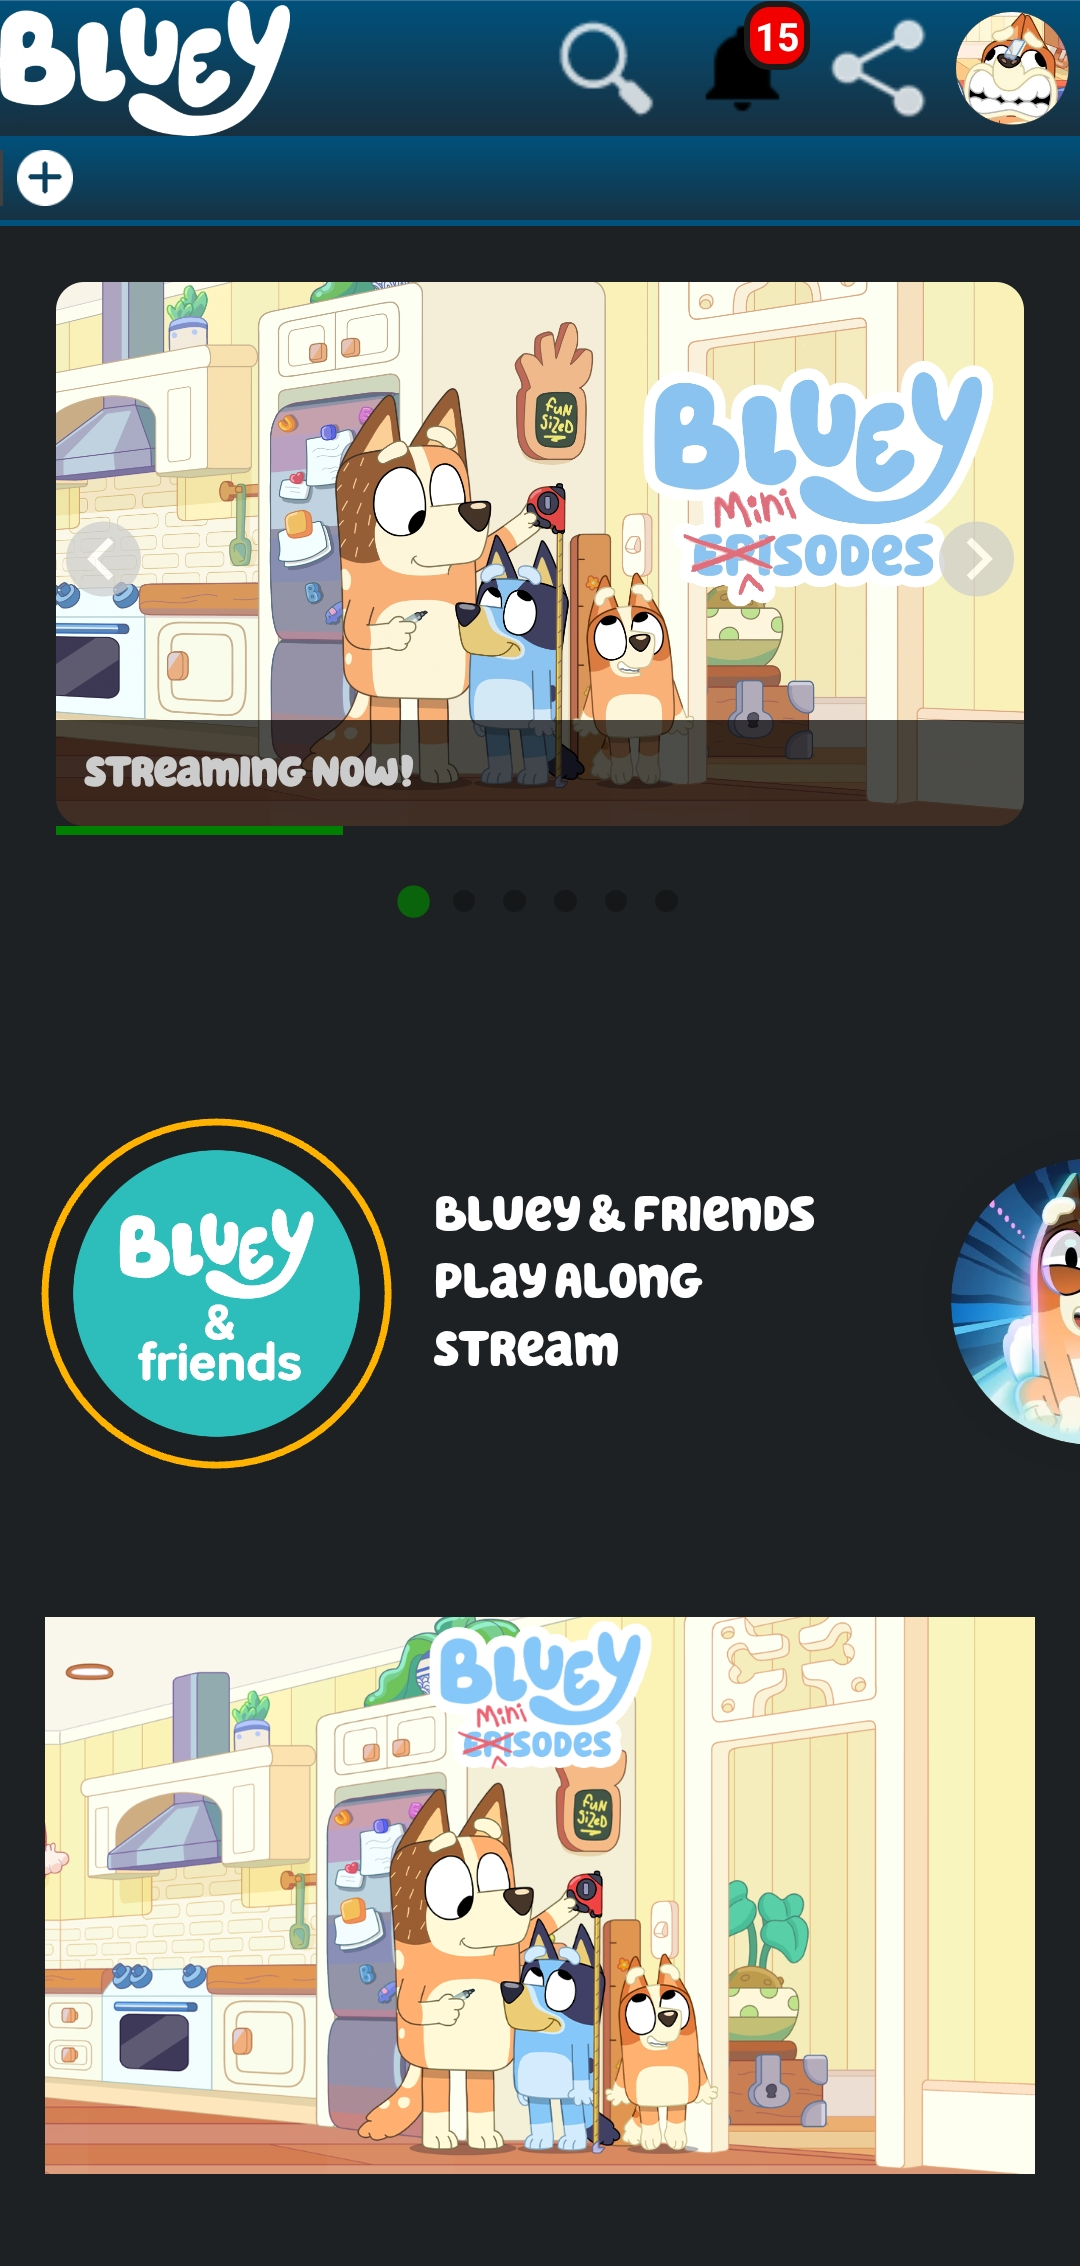 BLUEY
15
FUN
SIZED
BLUEY
Mini
EPISODES
B
STREAMING NOW!
BLUEY
&
friends
BLUEY & FRIENDS
PLAY ALONG
STREAM
BLUEY
Mini
EPISODES
FUN
SIZED
B